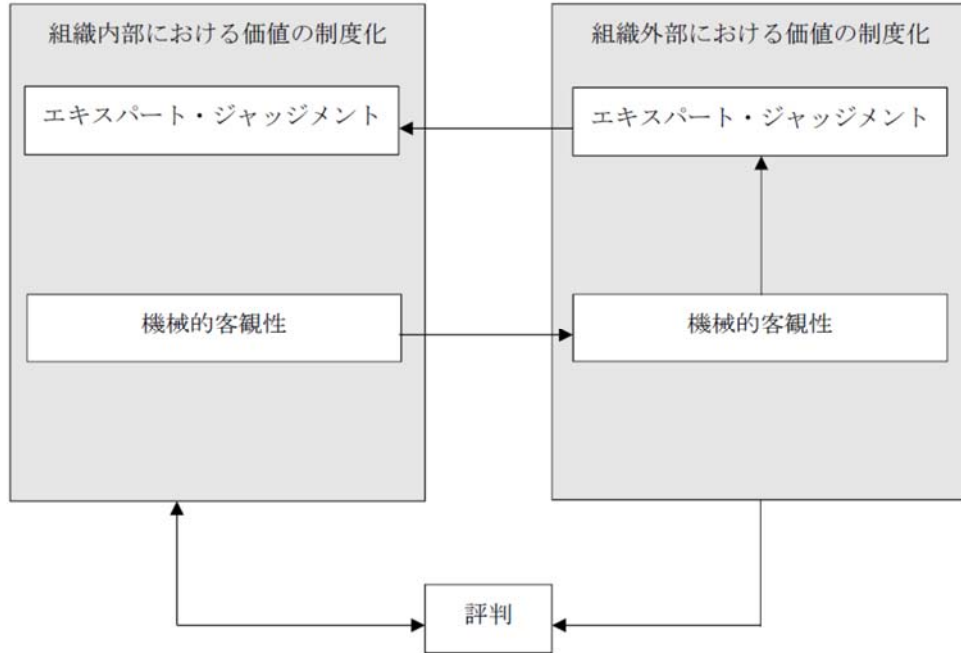 組織内部における価値の制度化
エキスパート・ジャッジメント
機械的客観性
組織外部における価値の制度化
エキスパート・ジャッジメント
機械的客観性
評判